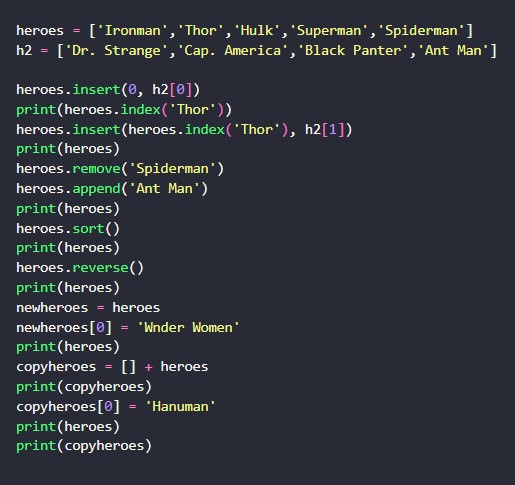 heroes = ['Ironman','Thor','Hulk','Superman','Spiderman']
h2 = ['Dr. Strange','Cap. America','Black Panter','Ant Man']
heroes.insert(0, h2[0])
print(heroes.index('Thor'))
heroes.insert(heroes.index('Thor'), h2[1])
print(heroes)
heroes.remove('Spiderman')
heroes.append('Ant Man')
print(heroes)
heroes.sort()
print(heroes)
heroes.reverse()
print(heroes)
newheroes = heroes
newheroes[0] = 'Wnder Women'
print(heroes)
copyheroes = [] + heroes
print(copyheroes)
copyheroes[0] = 'Hanuman'
print(heroes)
print(copyheroes)